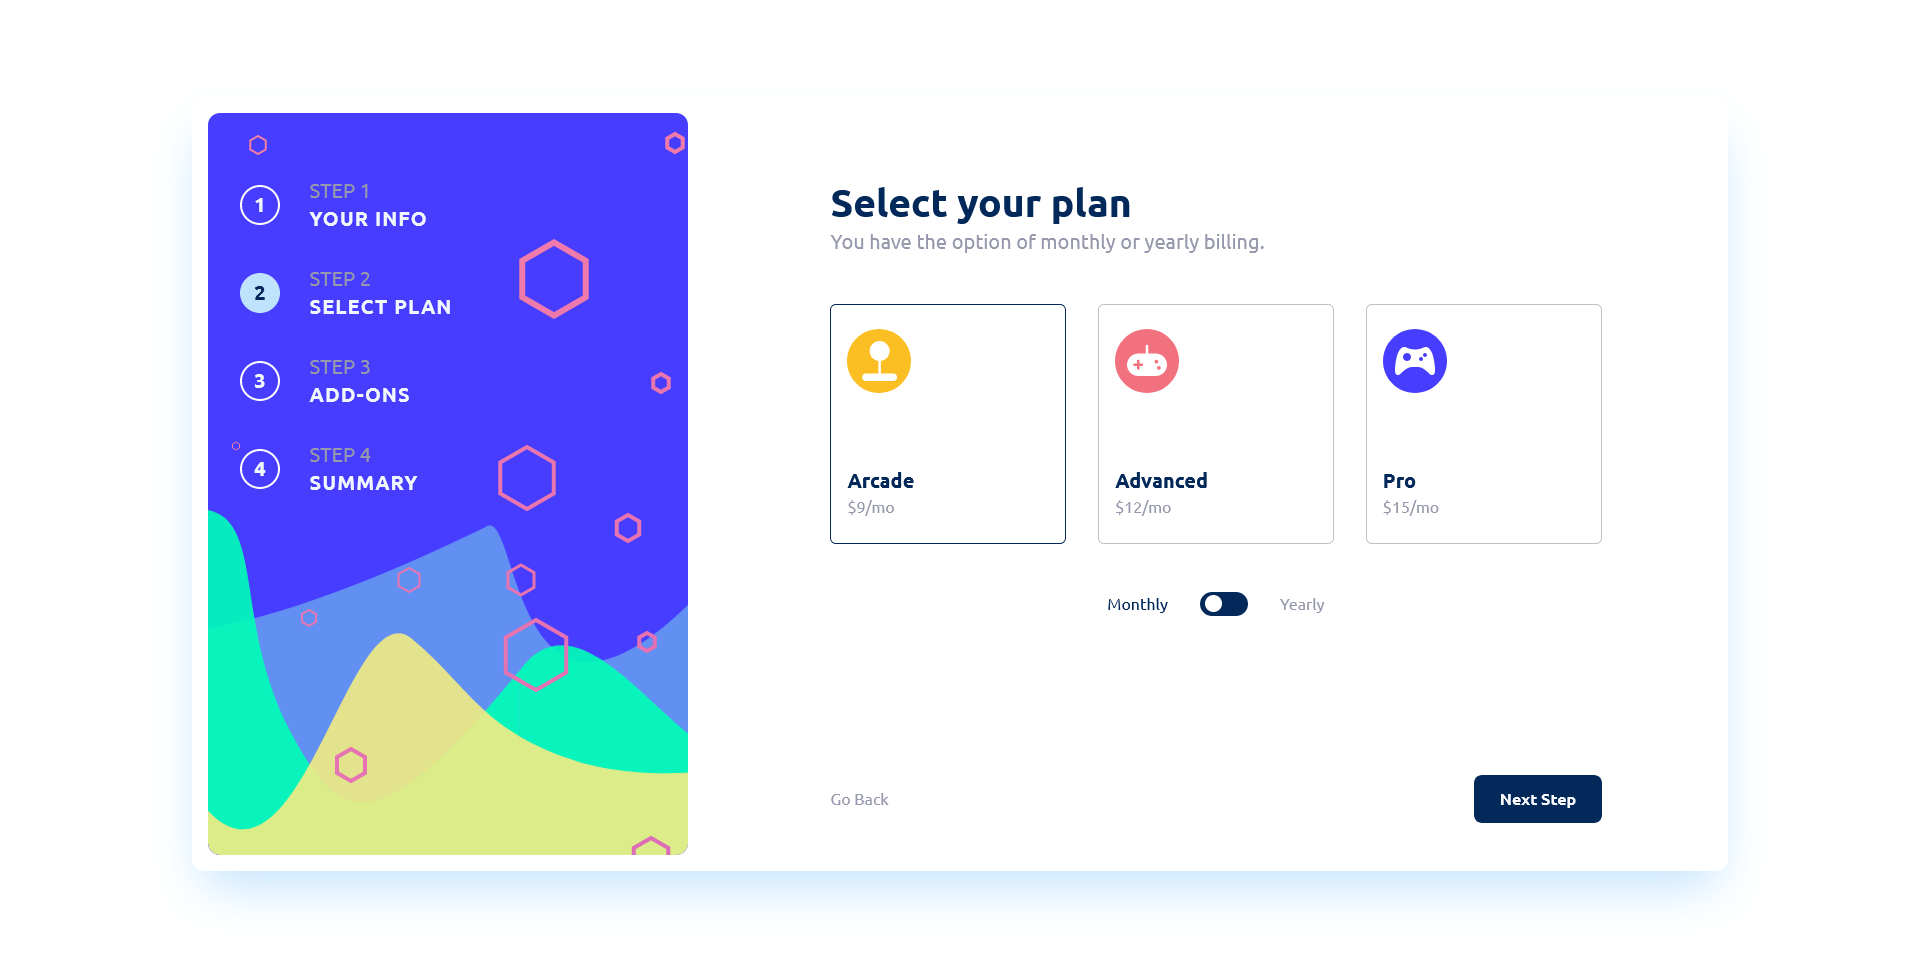 1
STEP 1
YOUR INFO
2
STEP 2
SELECT PLAN
3
STEP 3
ADD-ONS
4
STEP 4
SUMMARY
Select your plan
You have the option of monthly or yearly billing.
Arcade
$9/mo
Advanced
$12/mo
Pro
$15/mo
Monthly
Yearly
Go Back
Next Step